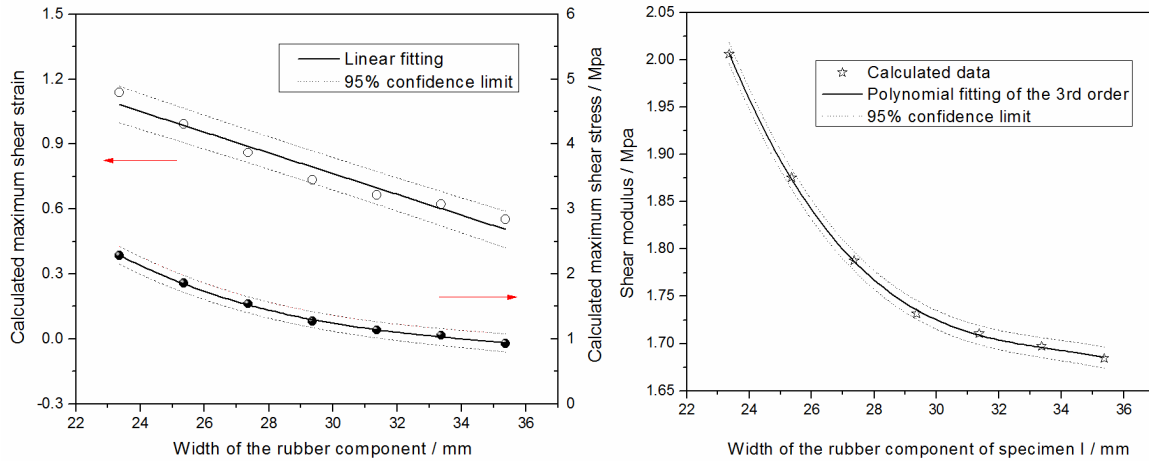 1.5
1.2
0.9
0.6
0.3
0.0
-0.3
Calculated maximum shear strain
Linear fitting
95% confidence limit
6
5
4
3
2
1
0
Calculated maximum shear stress / Mpa
22 24 26 28 30 32 34 36
Width of the rubber component / mm
2.05
2.00
1.95
1.90
1.85
1.80
1.75
1.70
1.65
Shear modulus / Mpa
Calculated data
Polynomial fitting of the 3rd order
95% confidence limit
22 24 26 28 30 32 34 36
Width of the rubber component of specimen I / mm